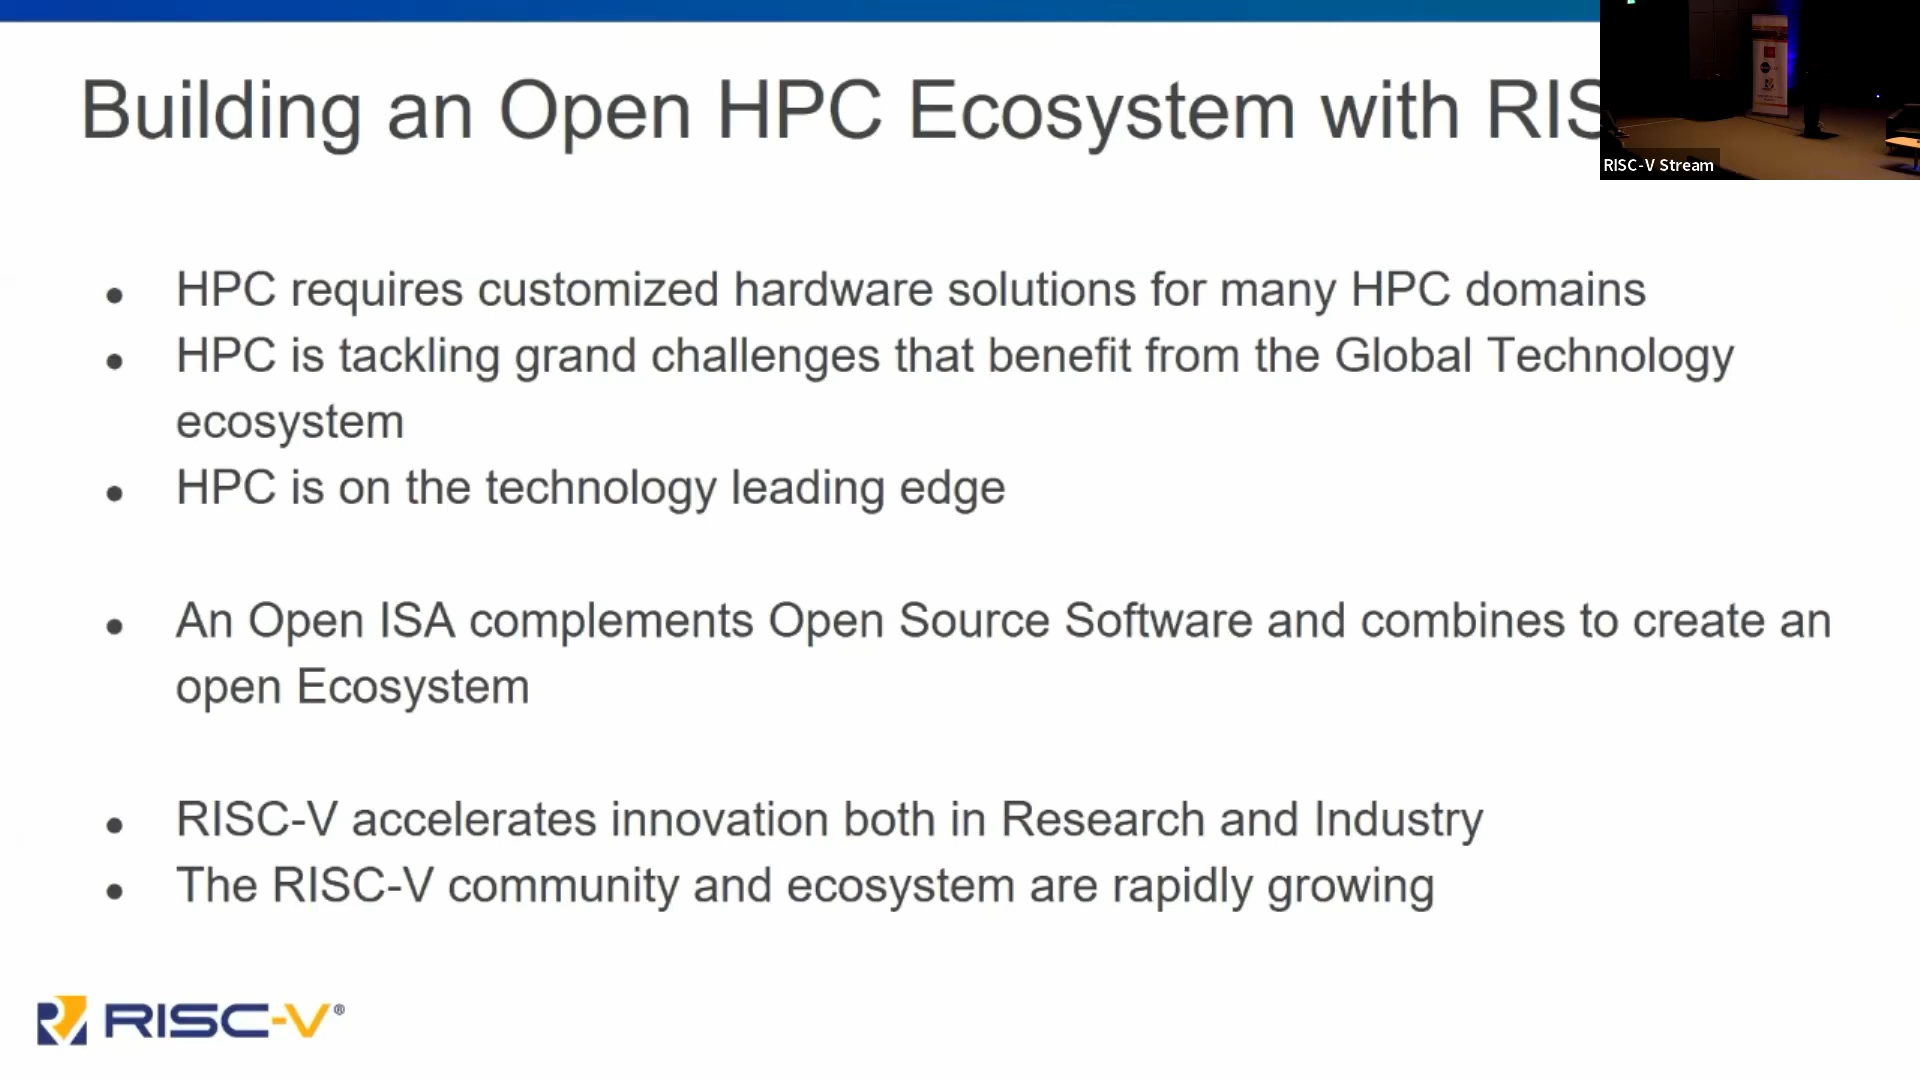 Building an Open HPC Ecosystem with RIS
RISC-V Stream
● HPC requires customized hardware solutions for many HPC domains
● HPC is tackling grand challenges that benefit from the Global Technology
ecosystem
● HPC is on the technology leading edge
● An Open ISA complements Open Source Software and combines to create an
open Ecosystem
● RISC-V accelerates innovation both in Research and Industry
● The RISC-V community and ecosystem are rapidly growing
RISC-V®